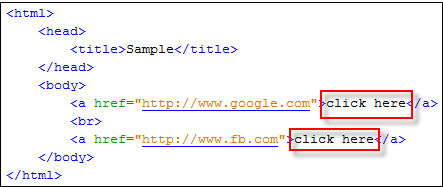 <html>
<head>
<title>Sample</title>
</head>
<body>
<a href="http://www.google.com">click here</a>
<br>
<a href="http://www.fb.com">click here</a>
</body>
</html>